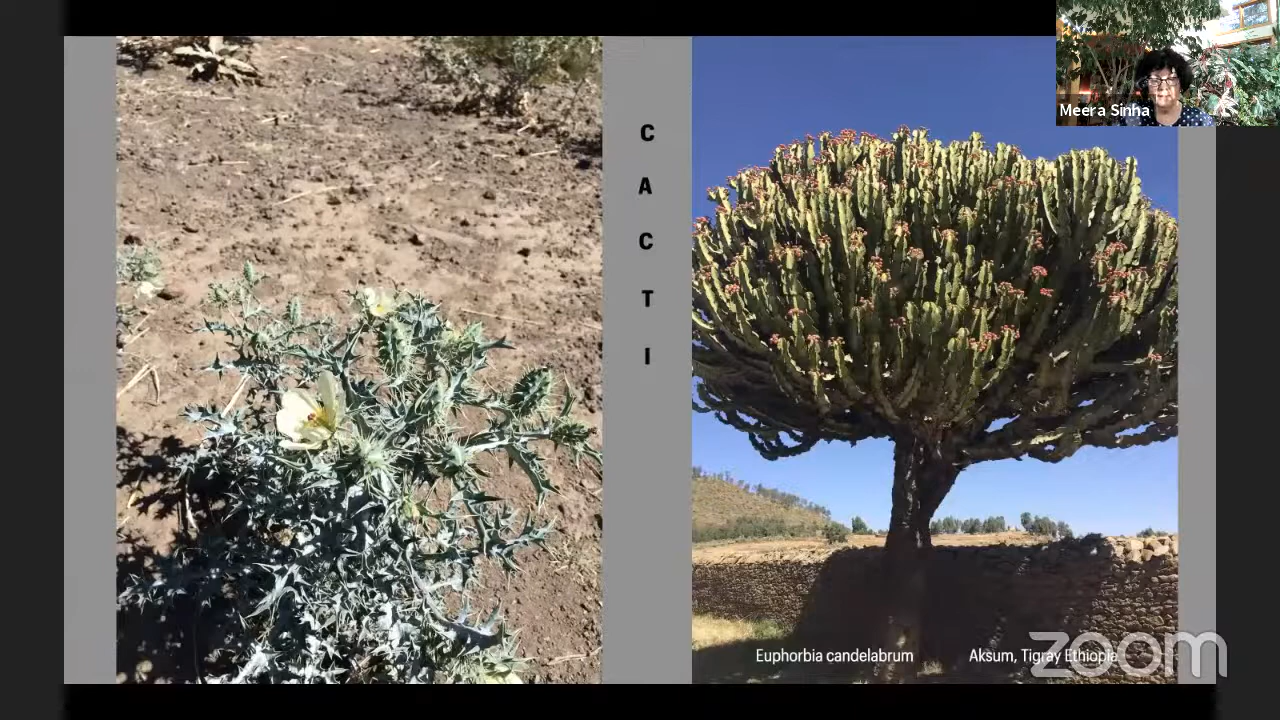 C
A
C
T
I
Meera Sinha
Euphorbia candelabrum
Aksum, Tigray Ethiopia
zoom